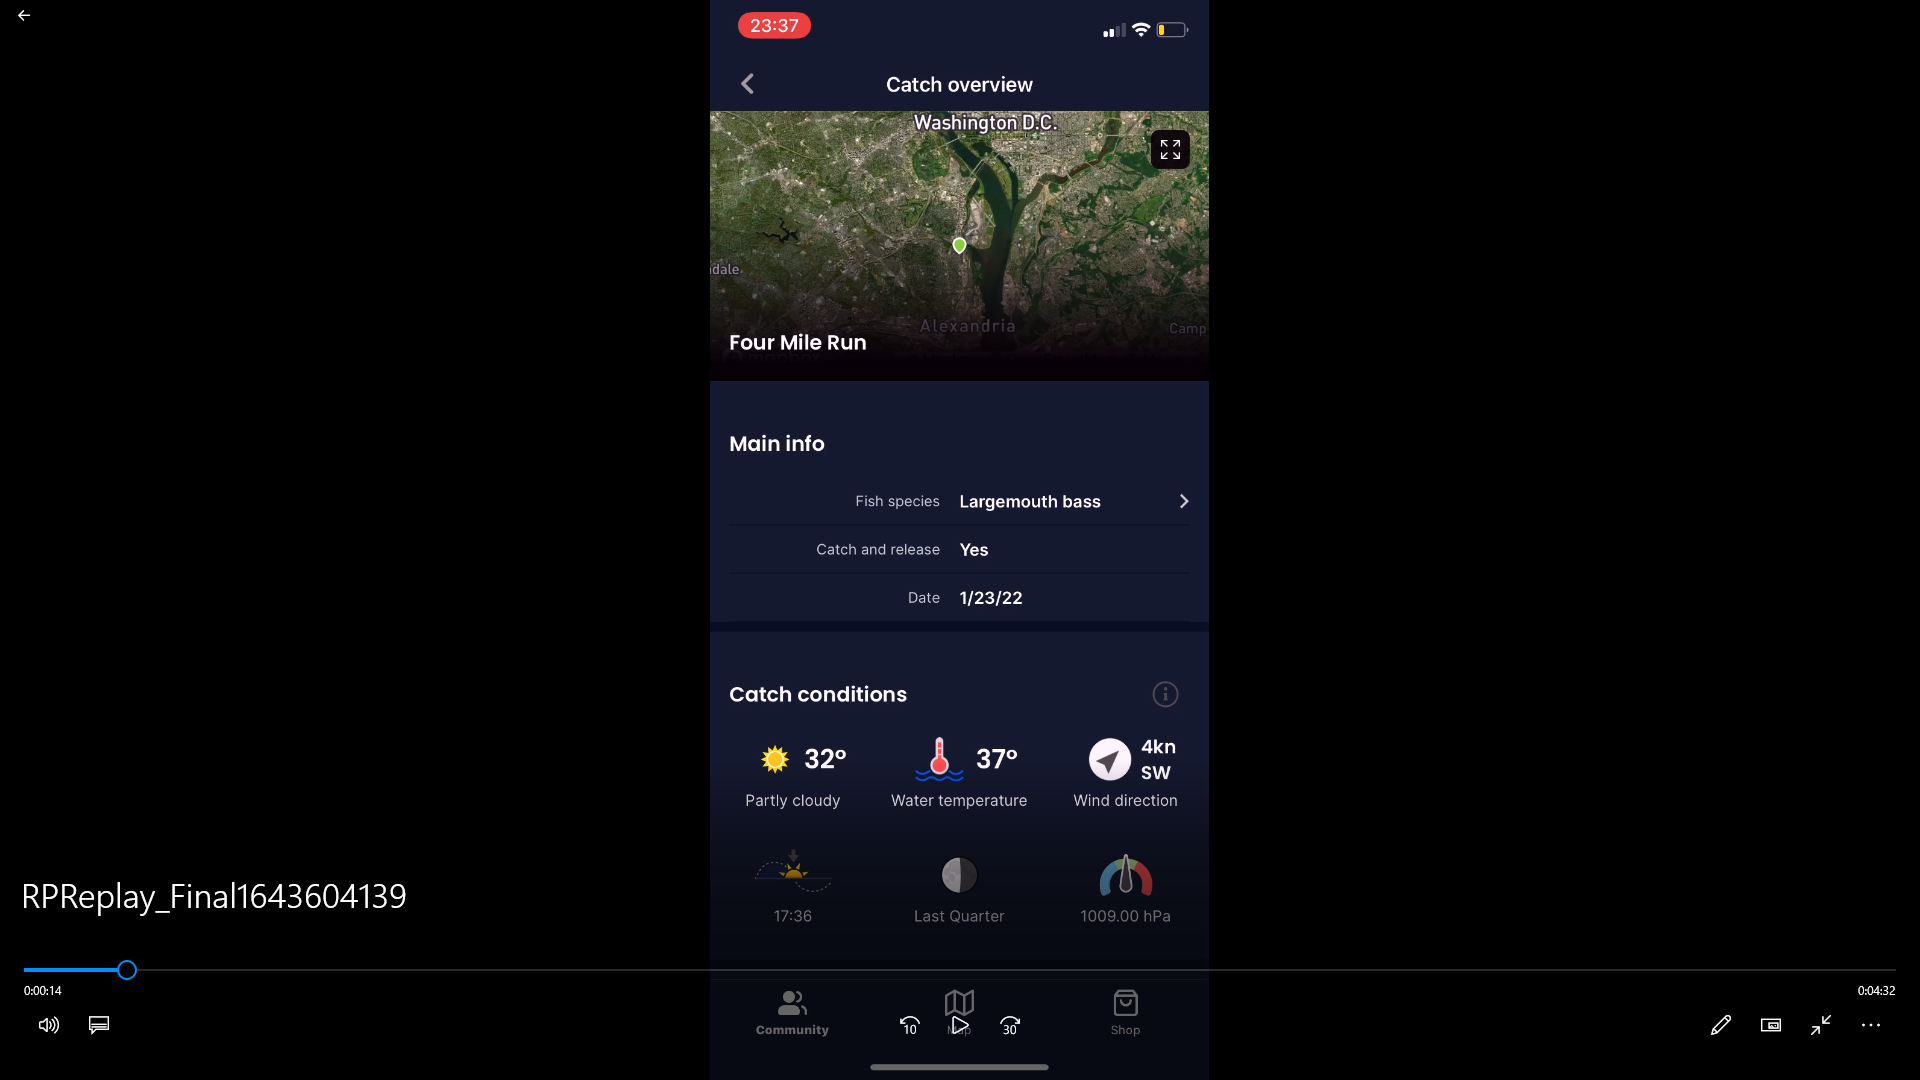 23:37
Catch overview
Washington D.C.
dale
Alexandria
Camp
Four Mile Run
Main info
Fish species Largemouth bass
Catch and release Yes
Date 1/23/22
Catch conditions
32° 37° 4kn
SW
Partly cloudy Water temperature Wind direction
17:36 Last Quarter 1009.00 hPa
RPReplay_Final1643604139
0:00:14 0:04:32
10 30
Community Map Shop